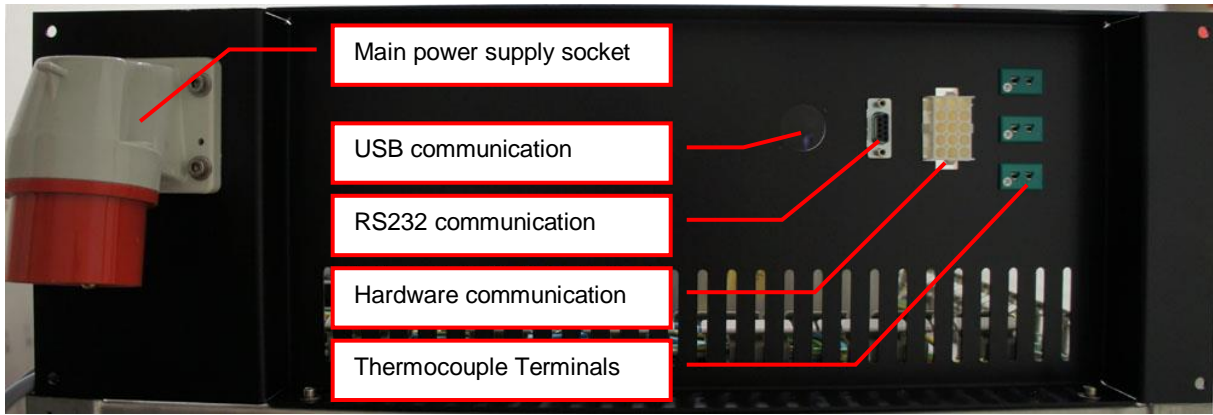 Main power supply socket
USB communication
RS232 communication
Hardware communication
Thermocouple Terminals